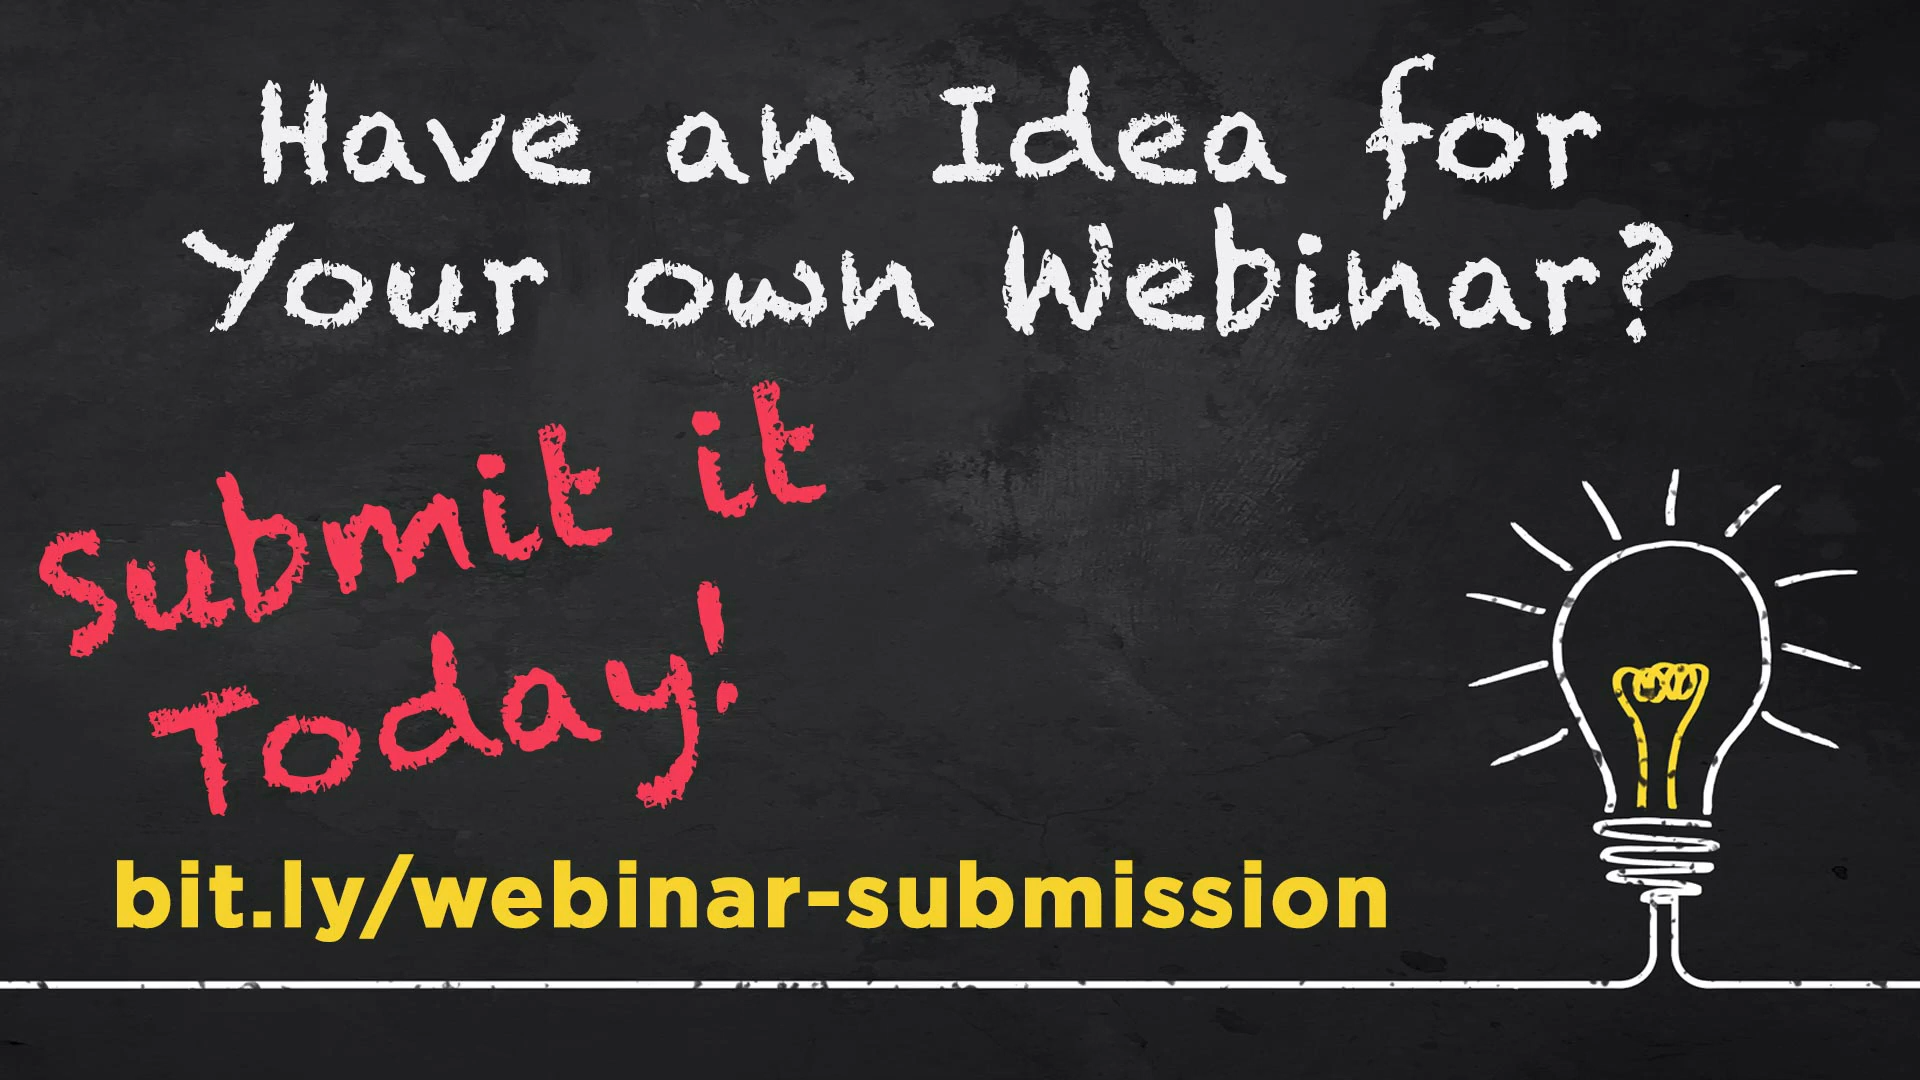 Have an Idea for
Your own Webinar?
Submit it
Today!
bit.ly/webinar-submission